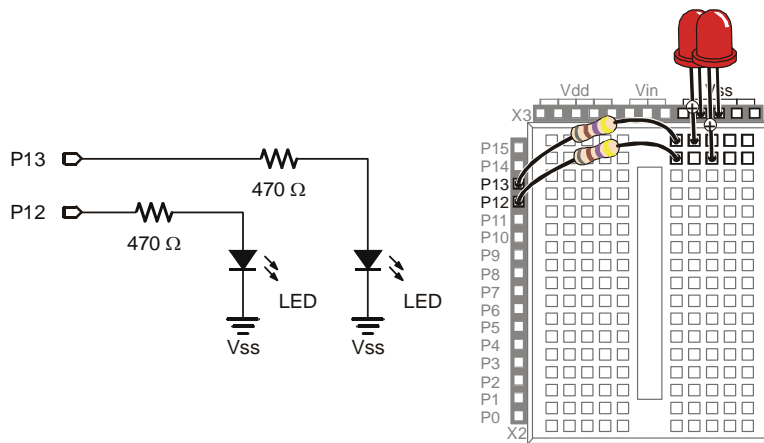 P13
470 Ω
P12
470 Ω
LED
LED
Vss
Vss
Vdd
Vin
Vss
X3
P15
P14
P13
P12
P11
P10
P9
P8
P7
P6
P5
P4
P3
P2
P1
P0
X2